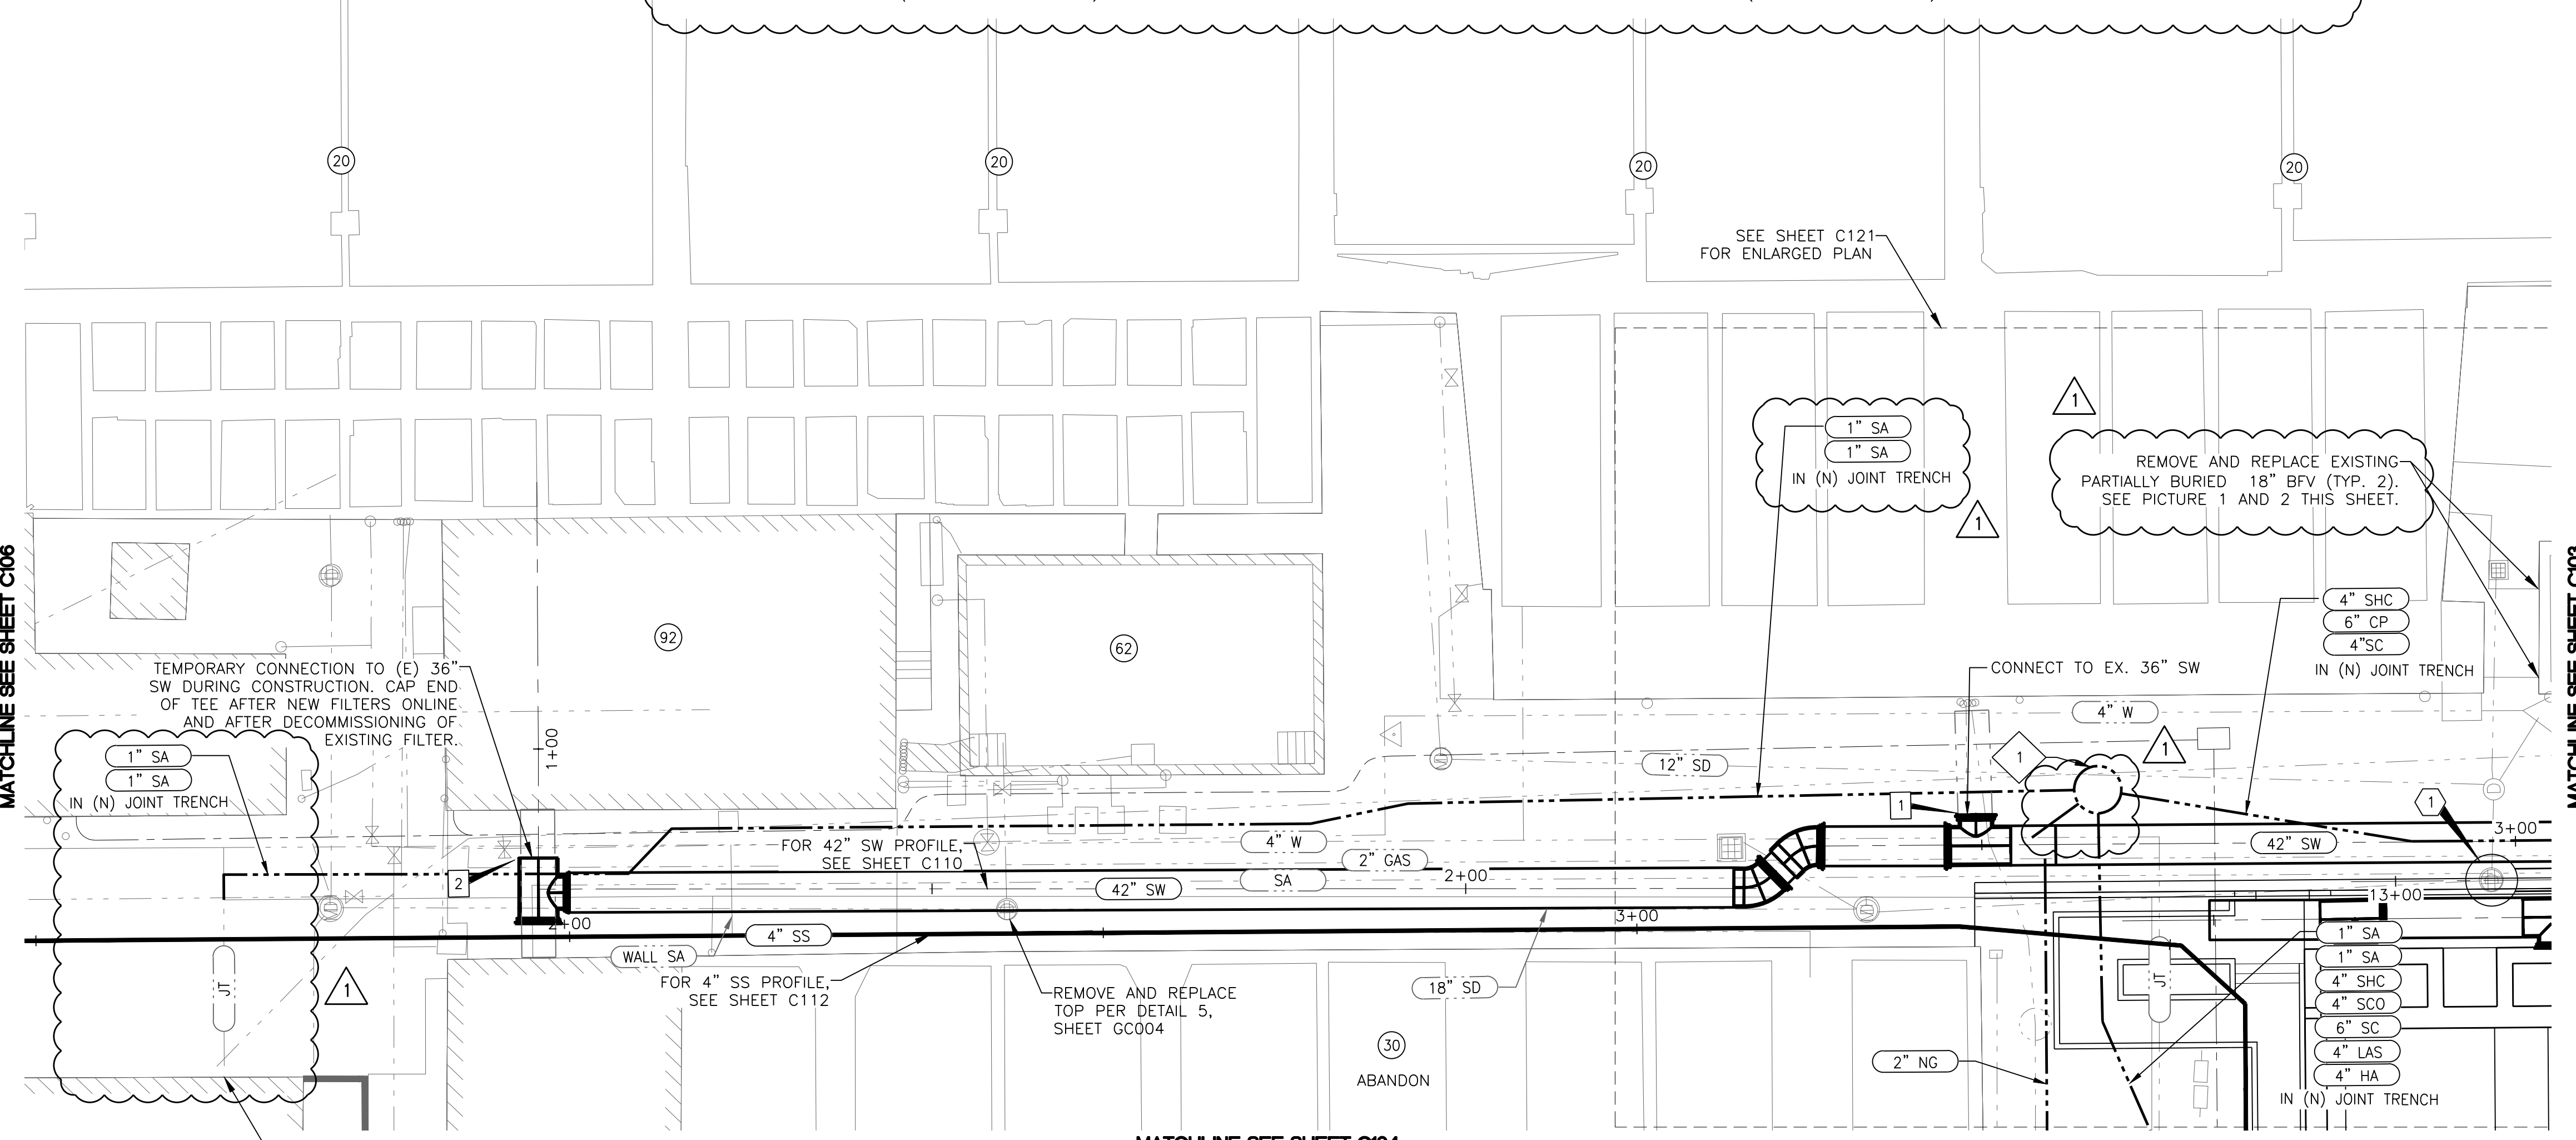 20
20
20
20
SEE SHEET C121
FOR ENLARGED PLAN
1
1" SA
1" SA
IN (N) JOINT TRENCH
1
REMOVE AND REPLACE EXISTING
PARTIALLY BURIED 18" BFV (TYP. 2).
SEE PICTURE 1 AND 2 THIS SHEET.
MATCHLINE SEE SHEET C106
MATCHLINE SEE SHEET C103
92
62
4" SHC
6" CP
4"SC
IN (N) JOINT TRENCH
TEMPORARY CONNECTION TO (E) 36"
SW DURING CONSTRUCTION. CAP END
OF TEE AFTER NEW FILTERS ONLINE
AND AFTER DECOMMISSIONING OF
EXISTING FILTER.
CONNECT TO EX. 36" SW
4" W
1+00
1" SA
1" SA
IN (N) JOINT TRENCH
12" SD
1
1
1
1
3+00
FOR 42" SW PROFILE,
SEE SHEET C110
4" W
2" GAS
42" SW
2
42" SW
SA
2+00
13+00
2+00
3+00
4" SS
WALL SA
FOR 4" SS PROFILE,
SEE SHEET C112
REMOVE AND REPLACE
TOP PER DETAIL 5,
SHEET GC004
18" SD
JT
1
JT
1" SA
1" SA
4" SHC
4" SCO
6" SC
4" LAS
4" HA
IN (N) JOINT TRENCH
30
ABANDON
2" NG
MATCHLINE SEE SHEET C104